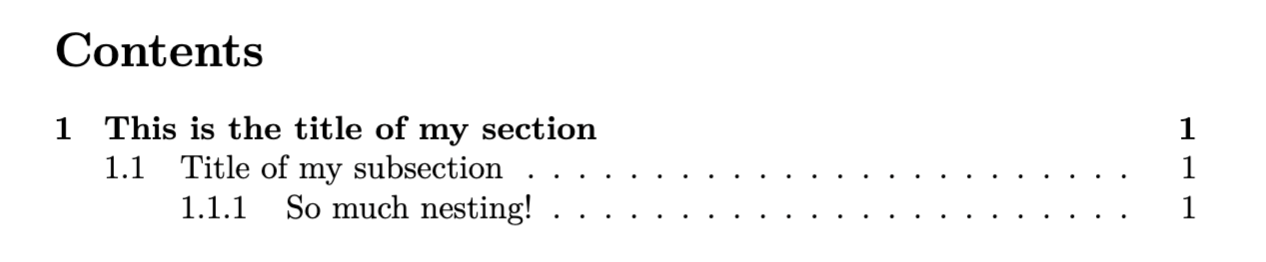 Contents
1 This is the title of my section 1
1.1 Title of my subsection . . . . . . . . . . . . . . . . . . . . . . . . 1
1.1.1 So much nesting! . . . . . . . . . . . . . . . . . . . . . . . 1